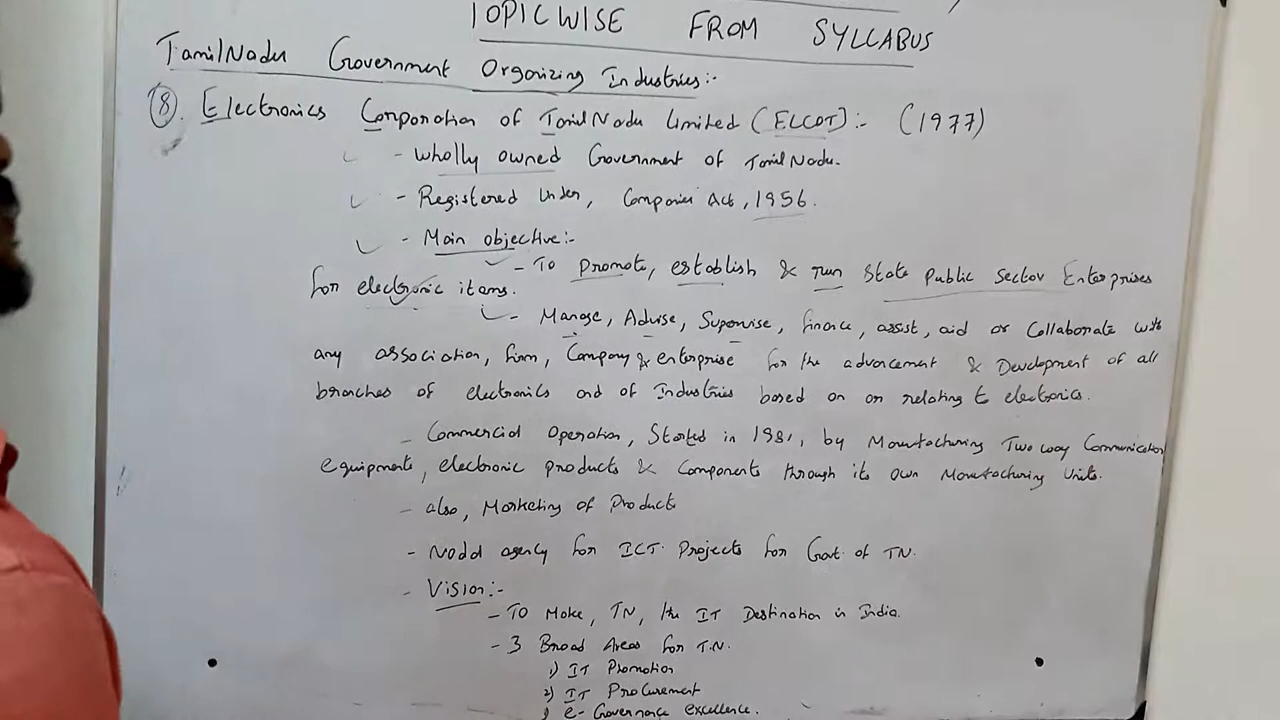 TOPICWISE FROM SYLLABUS
TamilNadu Government Organizing Industries:-
(8). Electronics Corporation of TamilNadu Limited (ELCOT):- (1977)
- Wholly owned Government of TamilNadu.
- Registered Under, Companies Act, 1956.
- Main objective:-
- To promote, establish & run State Public Sector Enterprises
for electronic items.
- Manage, Advise, Supervise, finance, assist, aid or Collaborate with
any association, firm, Company & enterprise for the advancement & Development of all
branches of electronics and of Industries based on or relating to electronics.
- Commercial Operation, Started in 1981, by Manufacturing Two way Communication
equipments, electronic products & Components through its own Manufacturing Units.
- also, Marketing of Products
- Nodal agency for ICT Projects for Govt. of TN.
- Vision:-
- To Make, TN, the IT Destination in India.
- 3 Broad Areas for T.N.
1) IT Promotion
2) IT Procurement
) e-Governance excellence.